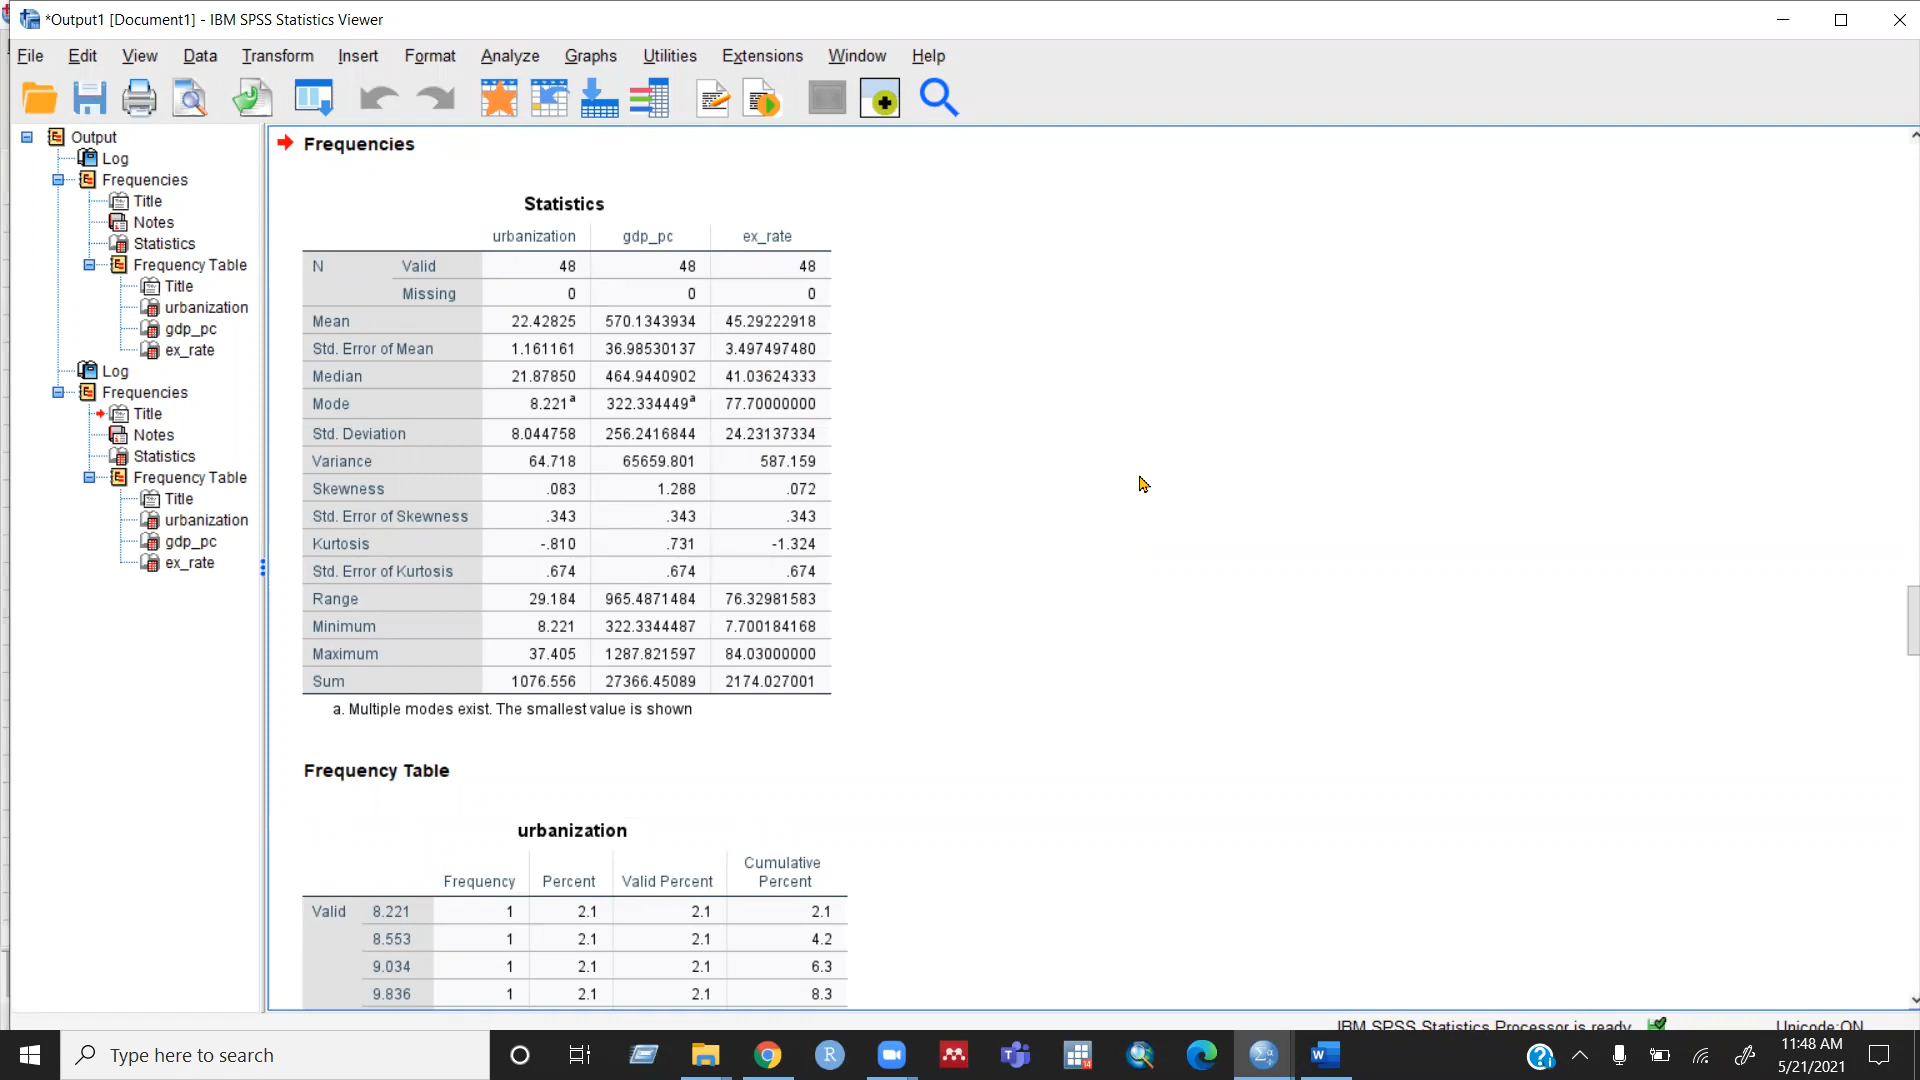 *Output1 [Document1] - IBM SPSS Statistics Viewer
File Edit View Data Transform Insert Format Analyze Graphs Utilities Extensions Window Help
Output
Log
Frequencies
Title
Notes
Statistics
Frequency Table
Title
urbanization
gdp_pc
ex_rate
Log
Frequencies
Title
Notes
Statistics
Frequency Table
Title
urbanization
gdp_pc
ex_rate
Frequencies
Statistics
urbanization gdp_pc ex_rate
N Valid 48 48 48
Missing 0 0 0
Mean 22.42825 570.1343934 45.29222918
Std. Error of Mean 1.161161 36.98530137 3.497497480
Median 21.87850 464.9440902 41.03624333
Mode 8.221a 322.334449a 77.70000000
Std. Deviation 8.044758 256.2416844 24.23137334
Variance 64.718 65659.801 587.159
Skewness .083 1.288 .072
Std. Error of Skewness .343 .343 .343
Kurtosis -.810 .731 -1.324
Std. Error of Kurtosis .674 .674 .674
Range 29.184 965.4871484 76.32981583
Minimum 8.221 322.3344487 7.700184168
Maximum 37.405 1287.821597 84.03000000
Sum 1076.556 27366.45089 2174.027001
a. Multiple modes exist. The smallest value is shown
Frequency Table
urbanization
Frequency Percent Valid Percent Cumulative Percent
Valid 8.221 1 2.1 2.1 2.1
8.553 1 2.1 2.1 4.2
9.034 1 2.1 2.1 6.3
9.836 1 2.1 2.1 8.3
IBM SPSS Statistics Processor is ready Unicode:ON
Type here to search
11:48 AM
5/21/2021